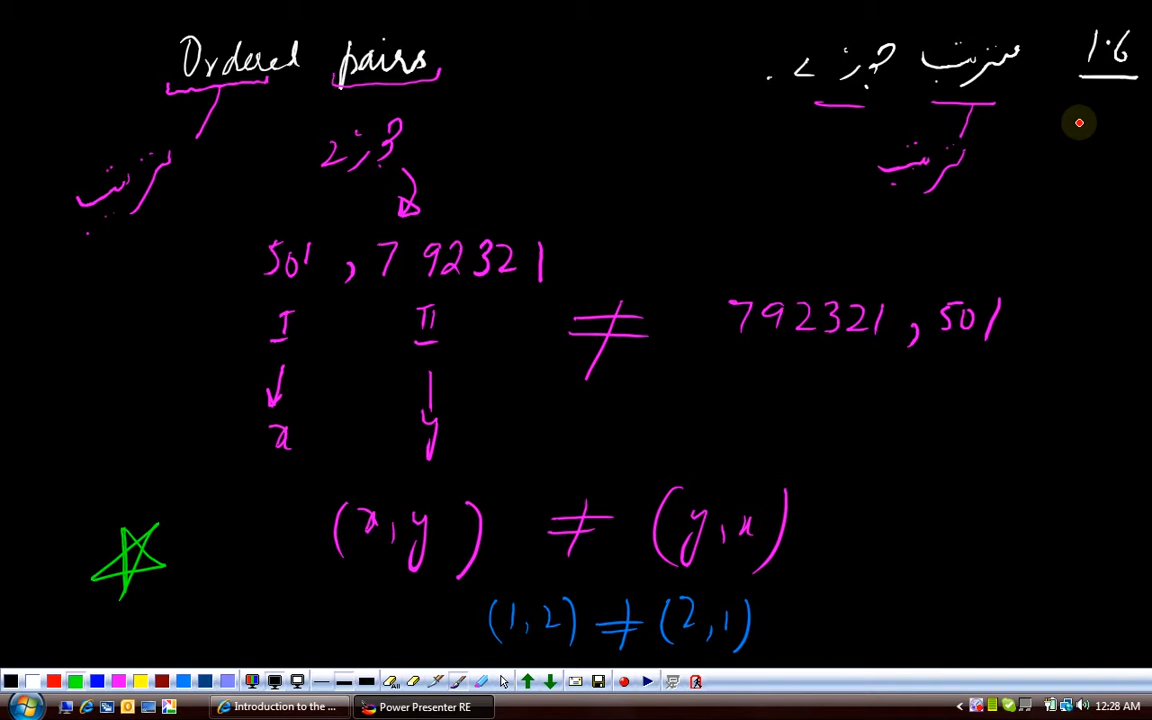 Ordered pairs
مترتب جوڑے . 1.6
جوڑے
ترتیب
ترتیب
501 , 792321
I II ≠ 792321 , 501
x y
(x, y) ≠ (y, x)
(1, 2) ≠ (2, 1)
All
Introduction to the ...
Power Presenter RE
12:28 AM